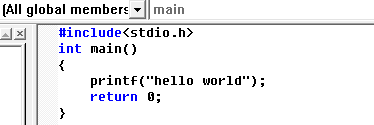 (All global members
main
#include<stdio.h>
int main()
{
    printf("hello world");
    return 0;
}